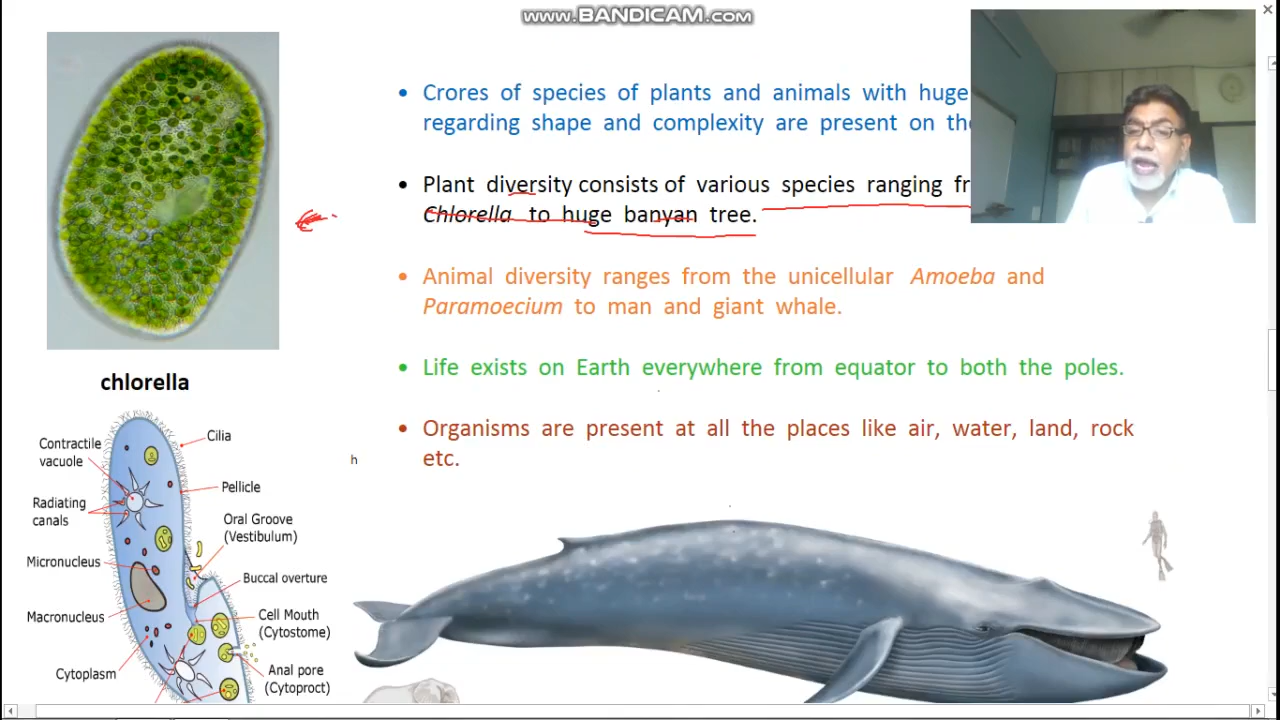 www.BANDICAM.com
Crores of species of plants and animals with huge
regarding shape and complexity are present on the
Plant diversity consists of various species ranging
Chlorella to huge banyan tree.
Animal diversity ranges from the unicellular Amoeba and
Paramoecium to man and giant whale.
Life exists on Earth everywhere from equator to both the poles.
Organisms are present at all the places like air, water, land, rock
etc.
chlorella
Contractile
vacuole
Cilia
Radiating
canals
Pellicle
Oral Groove
(Vestibulum)
Micronucleus
Buccal overture
Macronucleus
Cell Mouth
(Cytostome)
Cytoplasm
Anal pore
(Cytoproct)
h